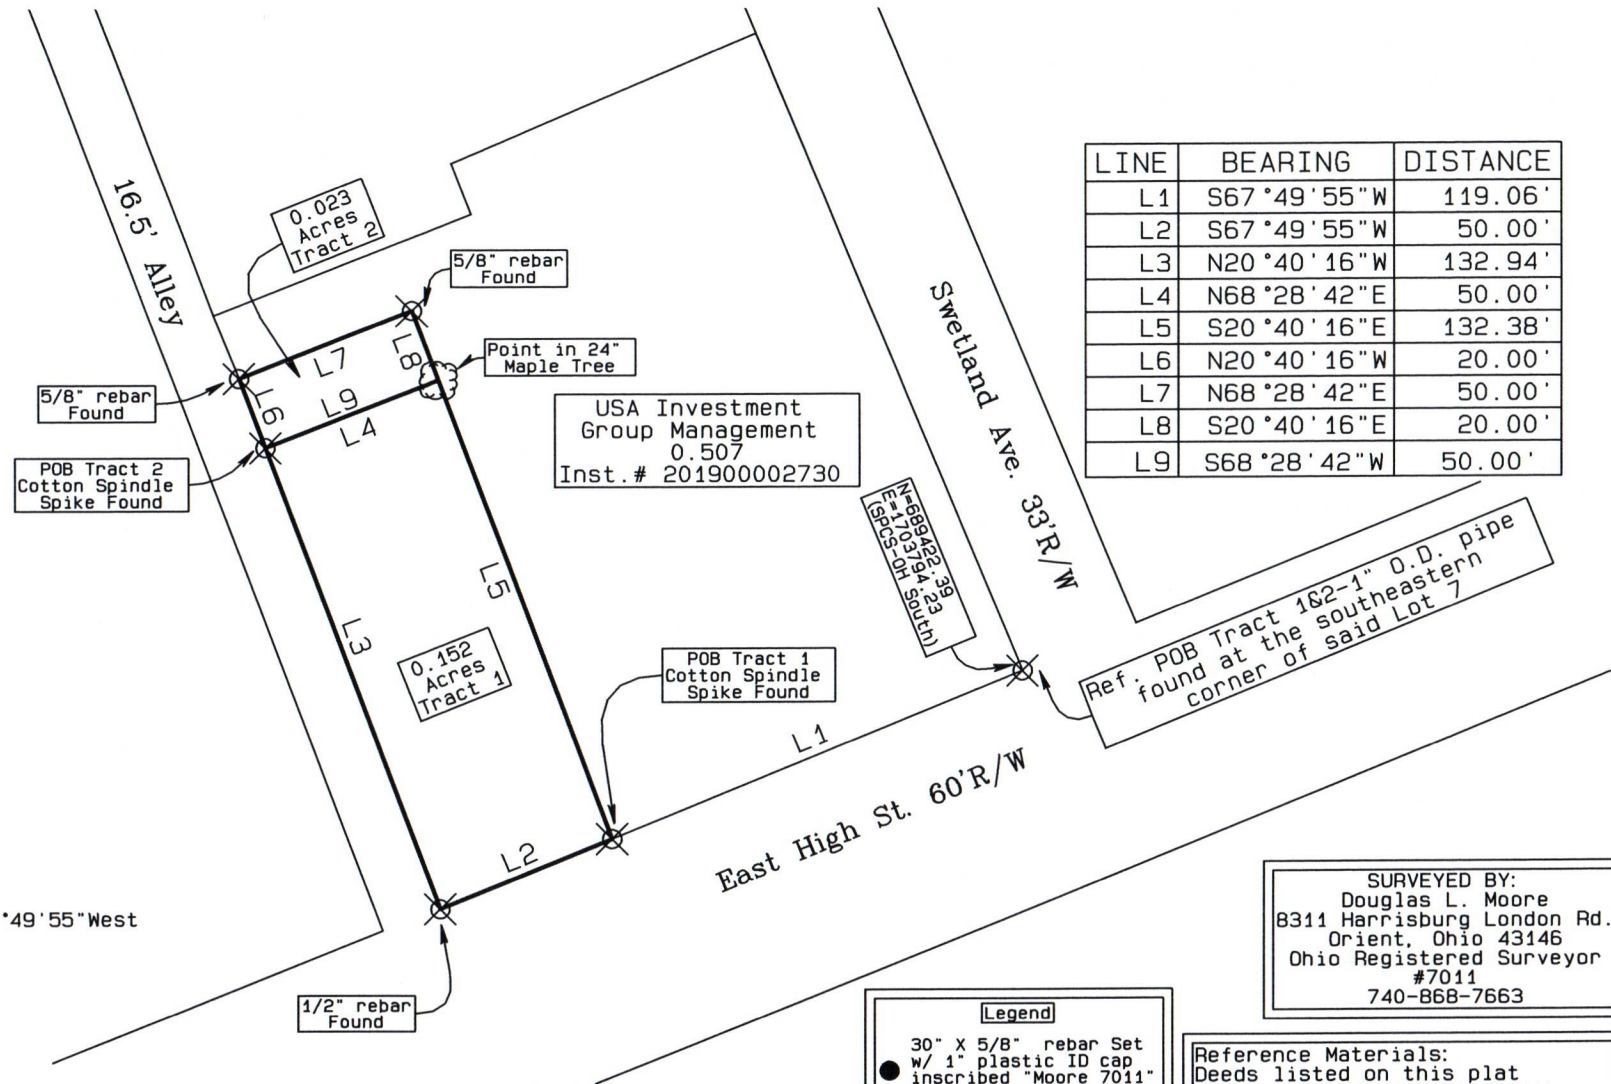 16.5' Alley
0.023
Acres
Tract 2
5/8" rebar
Found
Point in 24"
Maple Tree
5/8" rebar
Found
L7
L8
L6
L9
L4
POB Tract 2
Cotton Spindle
Spike Found
USA Investment
Group Management
0.507
Inst.# 201900002730
Swetland Ave. 33'R/W
LINE BEARING DISTANCE
L1 S67°49'55"W 119.06'
L2 S67°49'55"W 50.00'
L3 N20°40'16"W 132.94'
L4 N68°28'42"E 50.00'
L5 S20°40'16"E 132.38'
L6 N20°40'16"W 20.00'
L7 N68°28'42"E 50.00'
L8 S20°40'16"E 20.00'
L9 S68°28'42"W 50.00'
N=689422.39
E=1703794.23
(SPCS-OH South)
Ref. POB Tract 1&2-1" O.D. pipe
found at the southeastern
corner of said Lot 7
L5
L3
0.152
Acres
Tract 1
POB Tract 1
Cotton Spindle
Spike Found
L1
L2
East High St. 60'R/W
°49'55"West
1/2" rebar
Found
SURVEYED BY:
Douglas L. Moore
8311 Harrisburg London Rd.
Orient, Ohio 43146
Ohio Registered Surveyor
#7011
740-868-7663
Legend
30" X 5/8" rebar Set
w/ 1" plastic ID cap
inscribed "Moore 7011"
Reference Materials:
Deeds listed on this plat